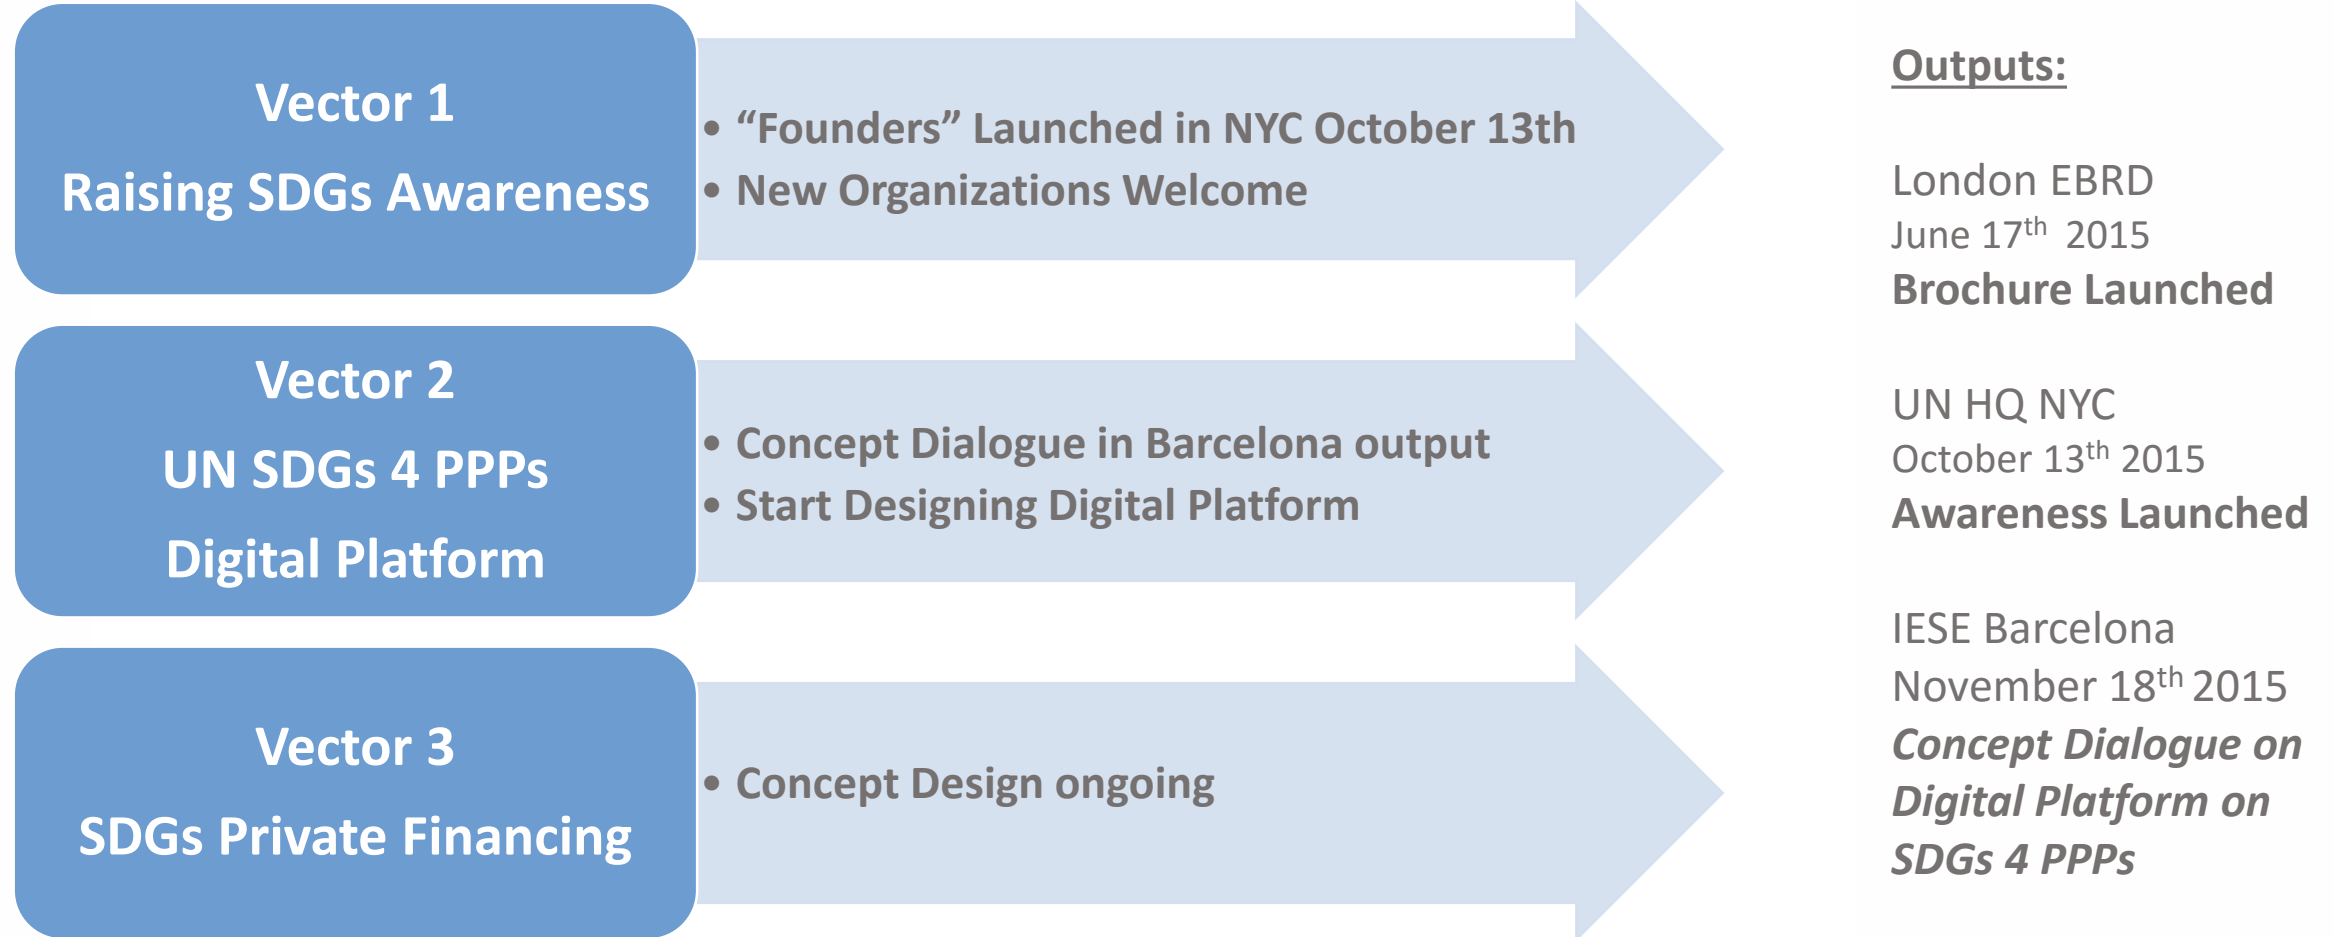 Vector 1
Raising SDGs Awareness
• “Founders” Launched in NYC October 13th
• New Organizations Welcome
Vector 2
UN SDGs 4 PPPs
Digital Platform
• Concept Dialogue in Barcelona output
• Start Designing Digital Platform
Vector 3
SDGs Private Financing
• Concept Design ongoing
Outputs:
London EBRD
June 17th 2015
Brochure Launched
UN HQ NYC
October 13th 2015
Awareness Launched
IESE Barcelona
November 18th 2015
Concept Dialogue on
Digital Platform on
SDGs 4 PPPs